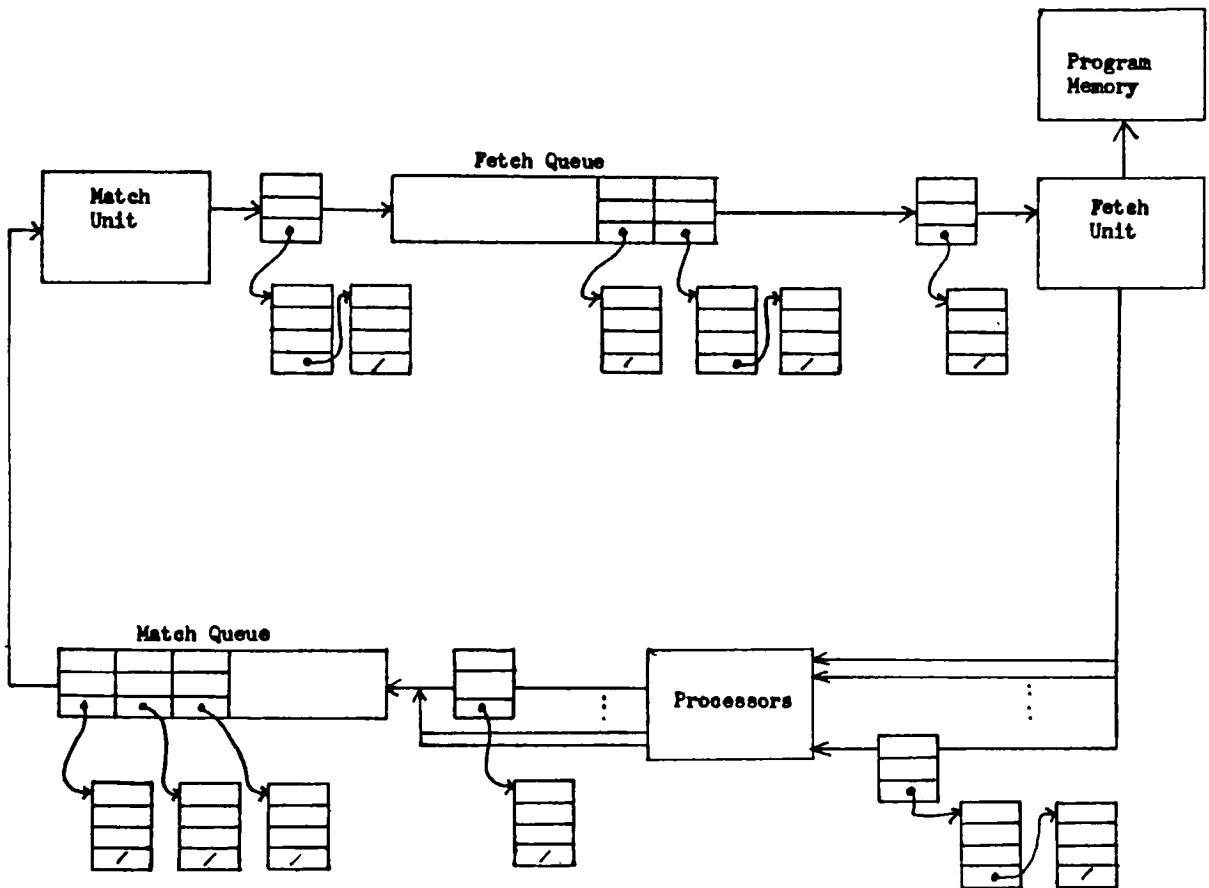 Program
Memory
Fetch Queue
Match
Unit
Fetch
Unit
Match Queue
Processors